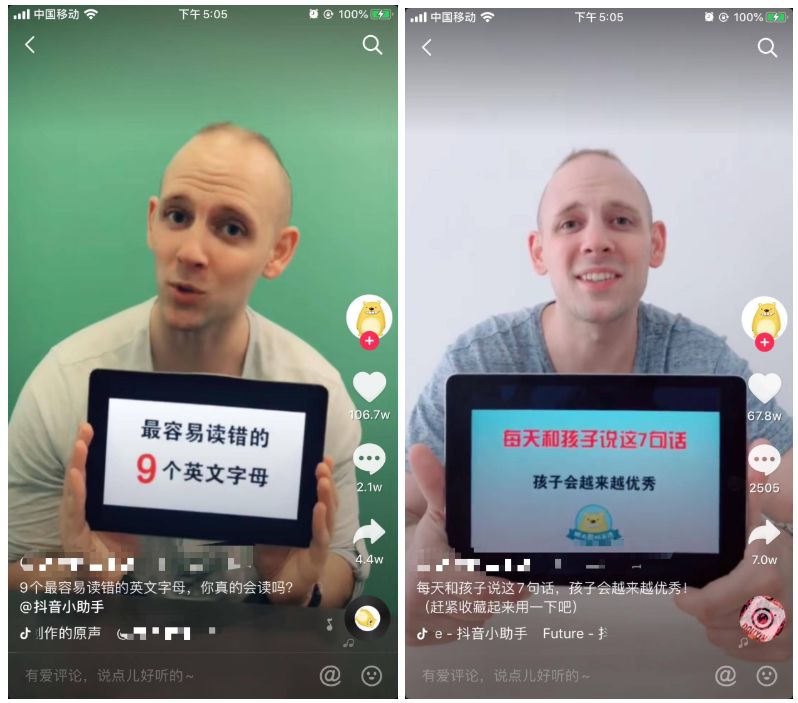 中国移动
下午5:05
100%
最容易读错的
9个英文字母
106.7w
2.1w
4.4w
9个最容易读错的英文字母，你真的会读吗？
@抖音小助手
创作的原声
有爱评论，说点儿好听的~
中国移动
下午5:05
100%
每天和孩子说这7句话
孩子会越来越优秀
67.8w
2505
7.0w
每天和孩子说这7句话，孩子会越来越优秀！
（赶紧收藏起来用一下吧）
e - 抖音小助手 Future - 抖
有爱评论，说点儿好听的~